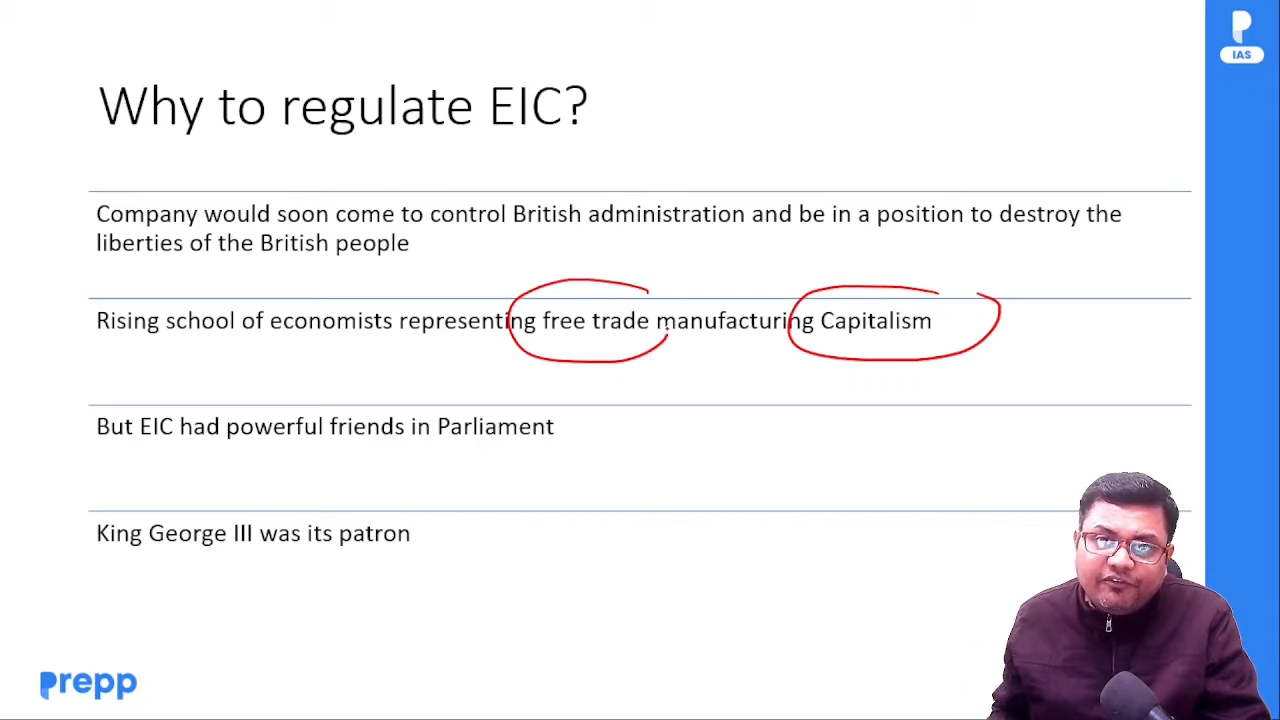 IAS
Why to regulate EIC?
Company would soon come to control British administration and be in a position to destroy the
liberties of the British people
Rising school of economists representing free trade manufacturing Capitalism
But EIC had powerful friends in Parliament
King George III was its patron
prepp